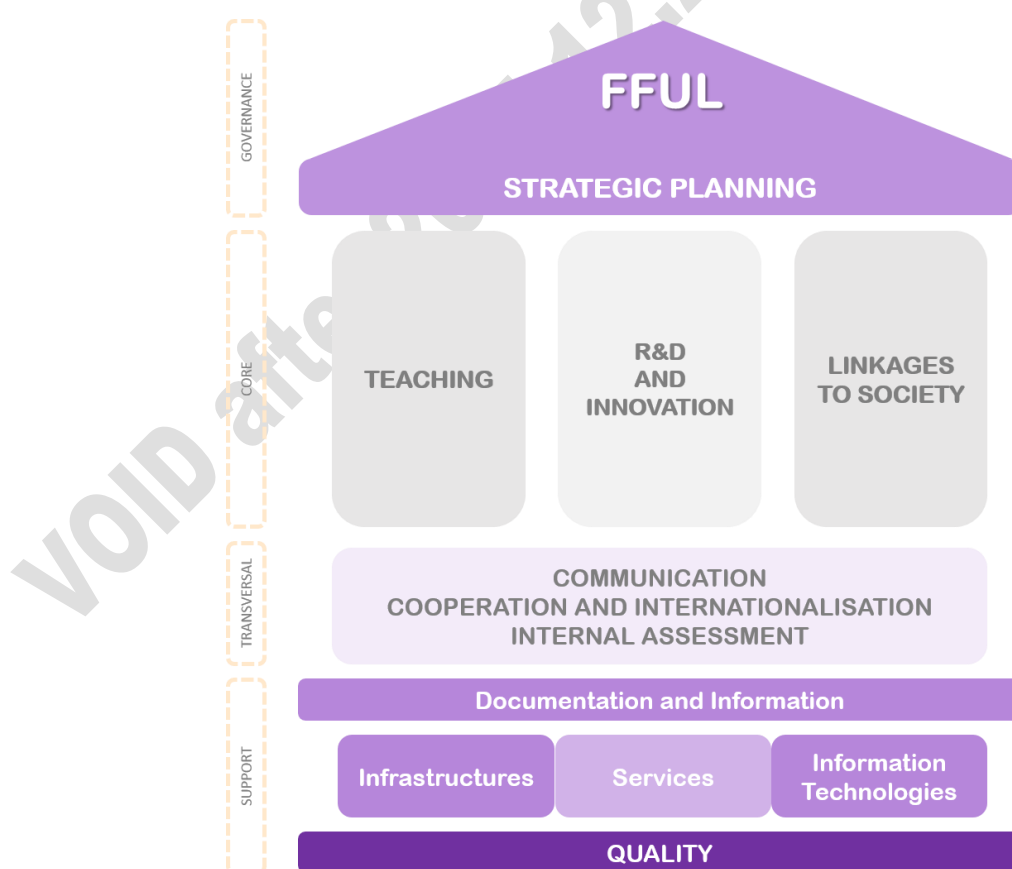 GOVERNANCE
FFUL
STRATEGIC PLANNING
CORE
TEACHING
R&D
AND
INNOVATION
LINKAGES
TO SOCIETY
TRANSVERSAL
COMMUNICATION
COOPERATION AND INTERNATIONALISATION
INTERNAL ASSESSMENT
SUPPORT
Documentation and Information
Infrastructures
Services
Information
Technologies
QUALITY
VOID after